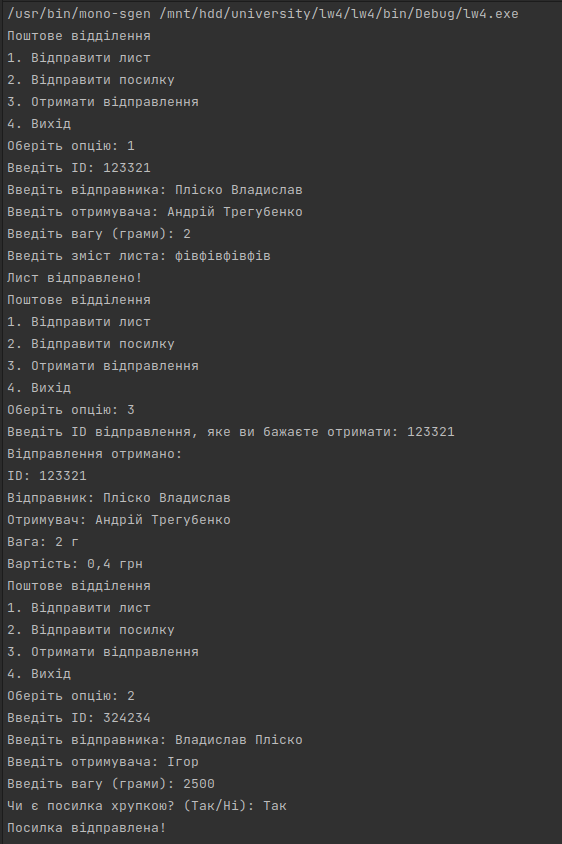 /usr/bin/mono-sgen /mnt/hdd/university/lw4/lw4/bin/Debug/lw4.exe
Поштове відділення
1. Відправити лист
2. Відправити посилку
3. Отримати відправлення
4. Вихід
Оберіть опцію: 1
Введіть ID: 123321
Введіть відправника: Пліско Владислав
Введіть отримувача: Андрій Трегубенко
Введіть вагу (грами): 2
Введіть зміст листа: фівфівфівфів
Лист відправлено!
Поштове відділення
1. Відправити лист
2. Відправити посилку
3. Отримати відправлення
4. Вихід
Оберіть опцію: 3
Введіть ID відправлення, яке ви бажаєте отримати: 123321
Відправлення отримано:
ID: 123321
Відправник: Пліско Владислав
Отримувач: Андрій Трегубенко
Вага: 2 г
Вартість: 0,4 грн
Поштове відділення
1. Відправити лист
2. Відправити посилку
3. Отримати відправлення
4. Вихід
Оберіть опцію: 2
Введіть ID: 324234
Введіть відправника: Владислав Пліско
Введіть отримувача: Ігор
Введіть вагу (грами): 2500
Чи є посилка хрупкою? (Так/Ні): Так
Посилка відправлена!